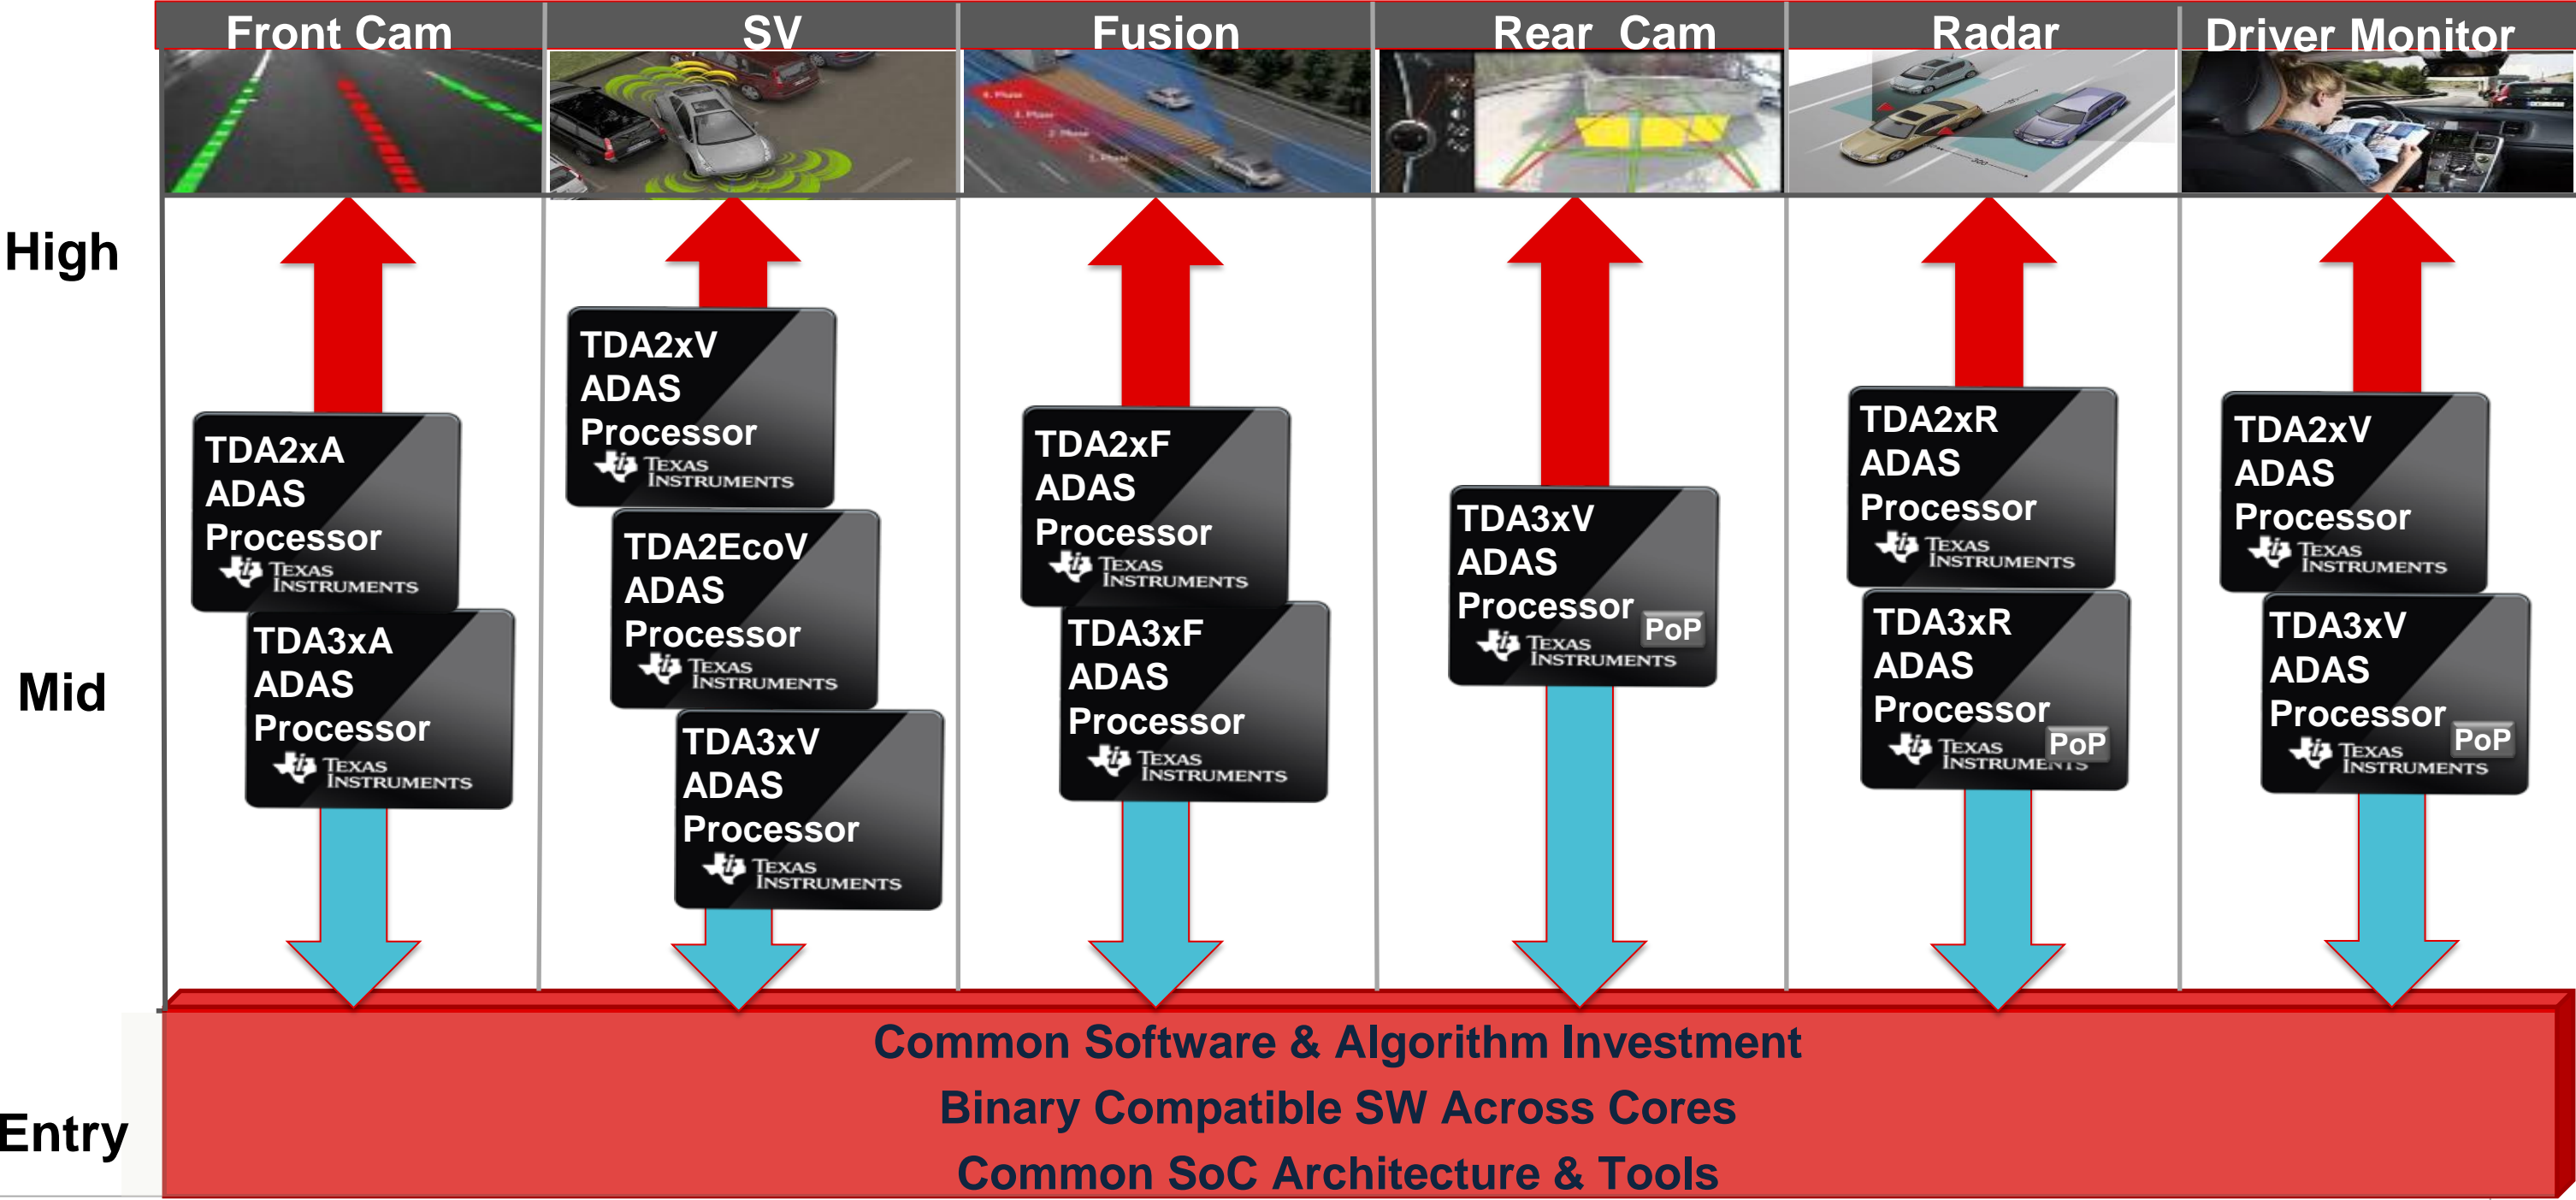 Front Cam
SV
Fusion
Rear Cam
Radar
Driver Monitor
1. Phase
High
Mid
Entry
TDA2xA
ADAS
Processor
TEXAS
INSTRUMENTS
TDA3xA
ADAS
Processor
TEXAS
INSTRUMENTS
TDA2xV
ADAS
Processor
TEXAS
INSTRUMENTS
TDA2EcoV
ADAS
Processor
TEXAS
INSTRUMENTS
TDA3xV
ADAS
Processor
TEXAS
INSTRUMENTS
TDA2xF
ADAS
Processor
TEXAS
INSTRUMENTS
TDA3xF
ADAS
Processor
TEXAS
INSTRUMENTS
TDA3xV
ADAS
Processor
PoP
TEXAS
INSTRUMENTS
TDA2xR
ADAS
Processor
TEXAS
INSTRUMENTS
TDA3xR
ADAS
Processor
PoP
TEXAS
INSTRUMENTS
TDA2xV
ADAS
Processor
TEXAS
INSTRUMENTS
TDA3xV
ADAS
Processor
PoP
TEXAS
INSTRUMENTS
Common Software & Algorithm Investment
Binary Compatible SW Across Cores
Common SoC Architecture & Tools